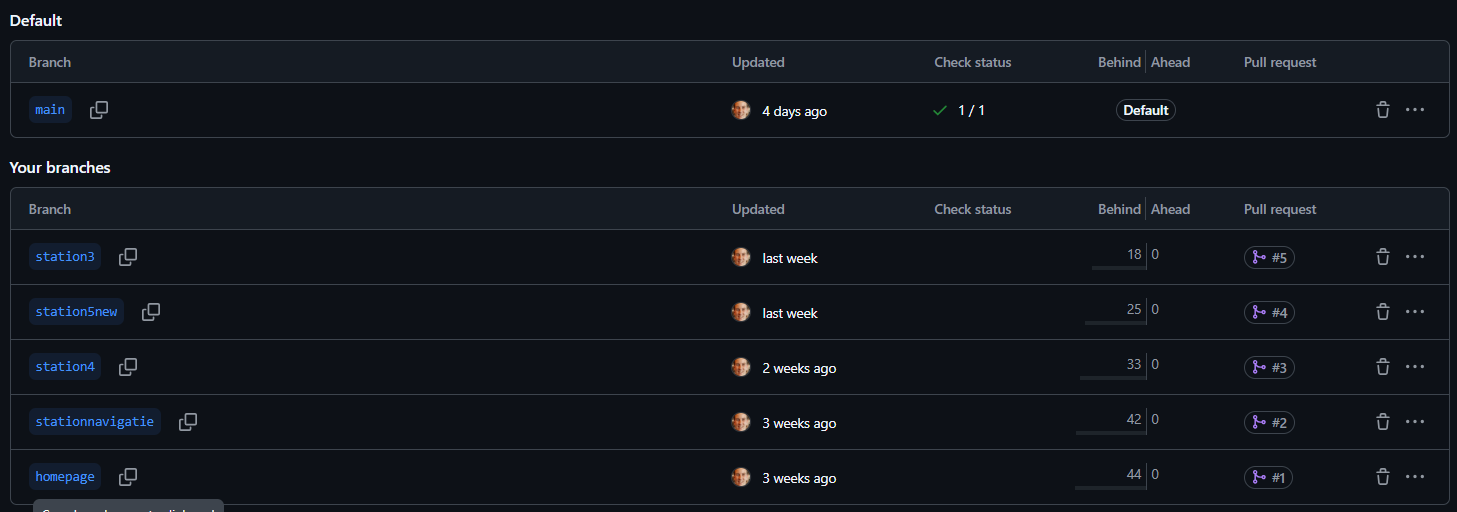 Default
Branch Updated Check status Behind Ahead Pull request
main 4 days ago 1 / 1 Default
Your branches
Branch Updated Check status Behind Ahead Pull request
station3 last week 18 0 #5
station5new last week 25 0 #4
station4 2 weeks ago 33 0 #3
stationnavigatie 3 weeks ago 42 0 #2
homepage 3 weeks ago 44 0 #1